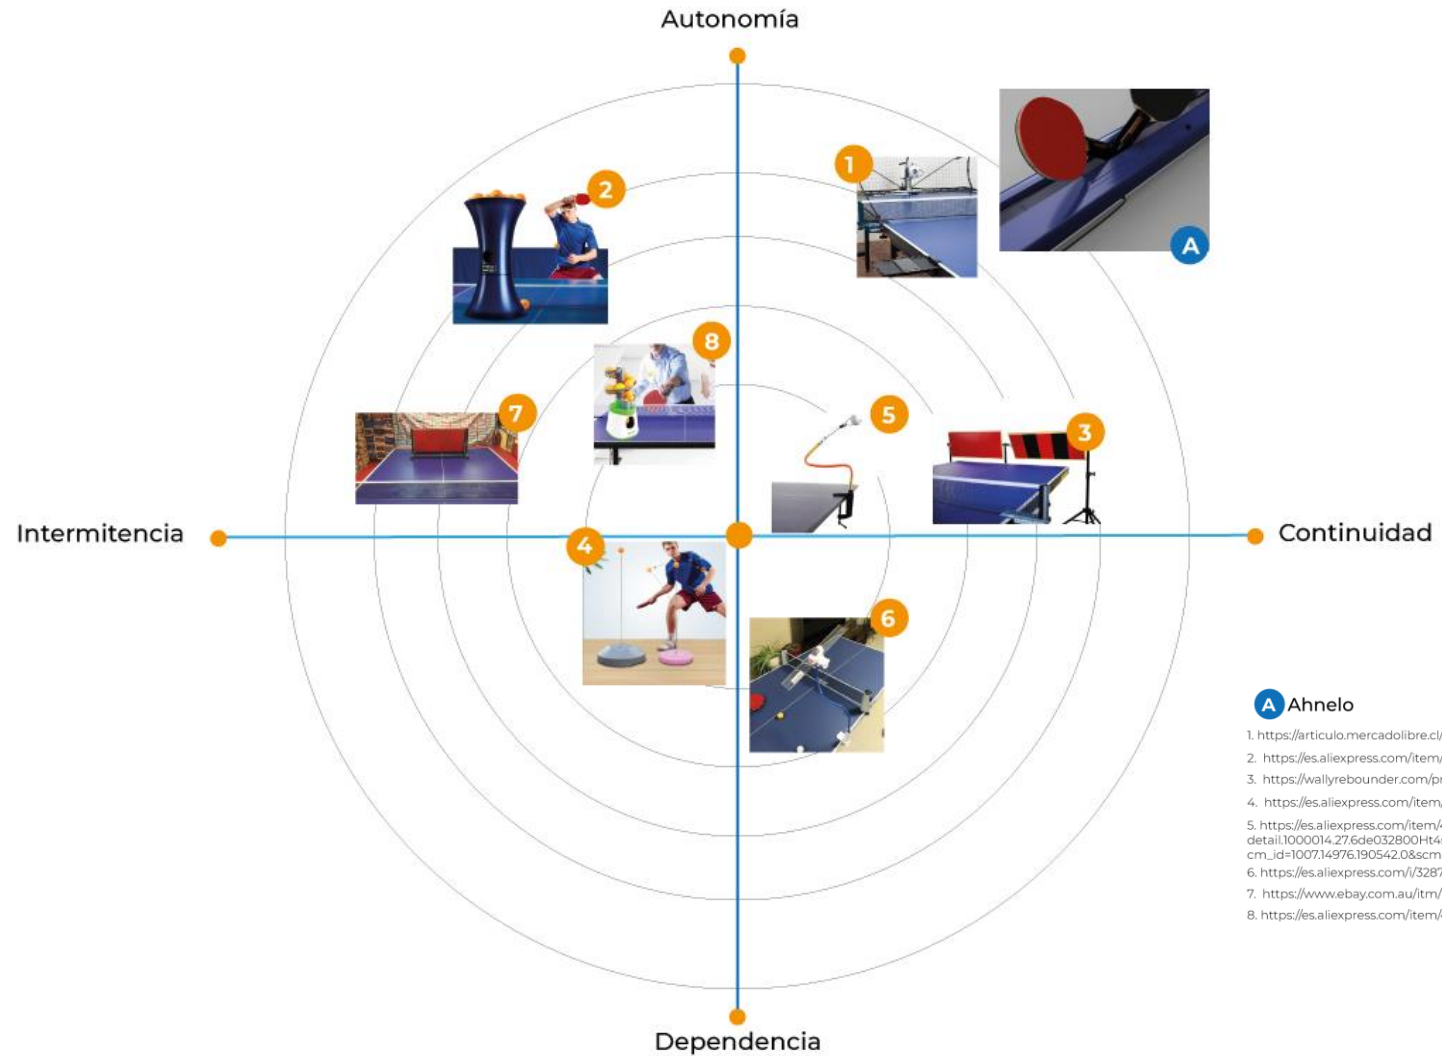 Autonomía
1
2
A
8
7
5
3
Intermitencia
Continuidad
4
6
A Ahnelo
1. https://articulo.mercadolibre.cl/
2. https://es.aliexpress.com/item/
3. https://wallyrebounder.com/pr
4. https://es.aliexpress.com/item/
5. https://es.aliexpress.com/item/4
detail.1000014.27.6de032800Ht4
cm_id=1007.14976.190542.0&scm
6. https://es.aliexpress.com/i/3287
7. https://www.ebay.com.au/itm/
8. https://es.aliexpress.com/item/4
Dependencia